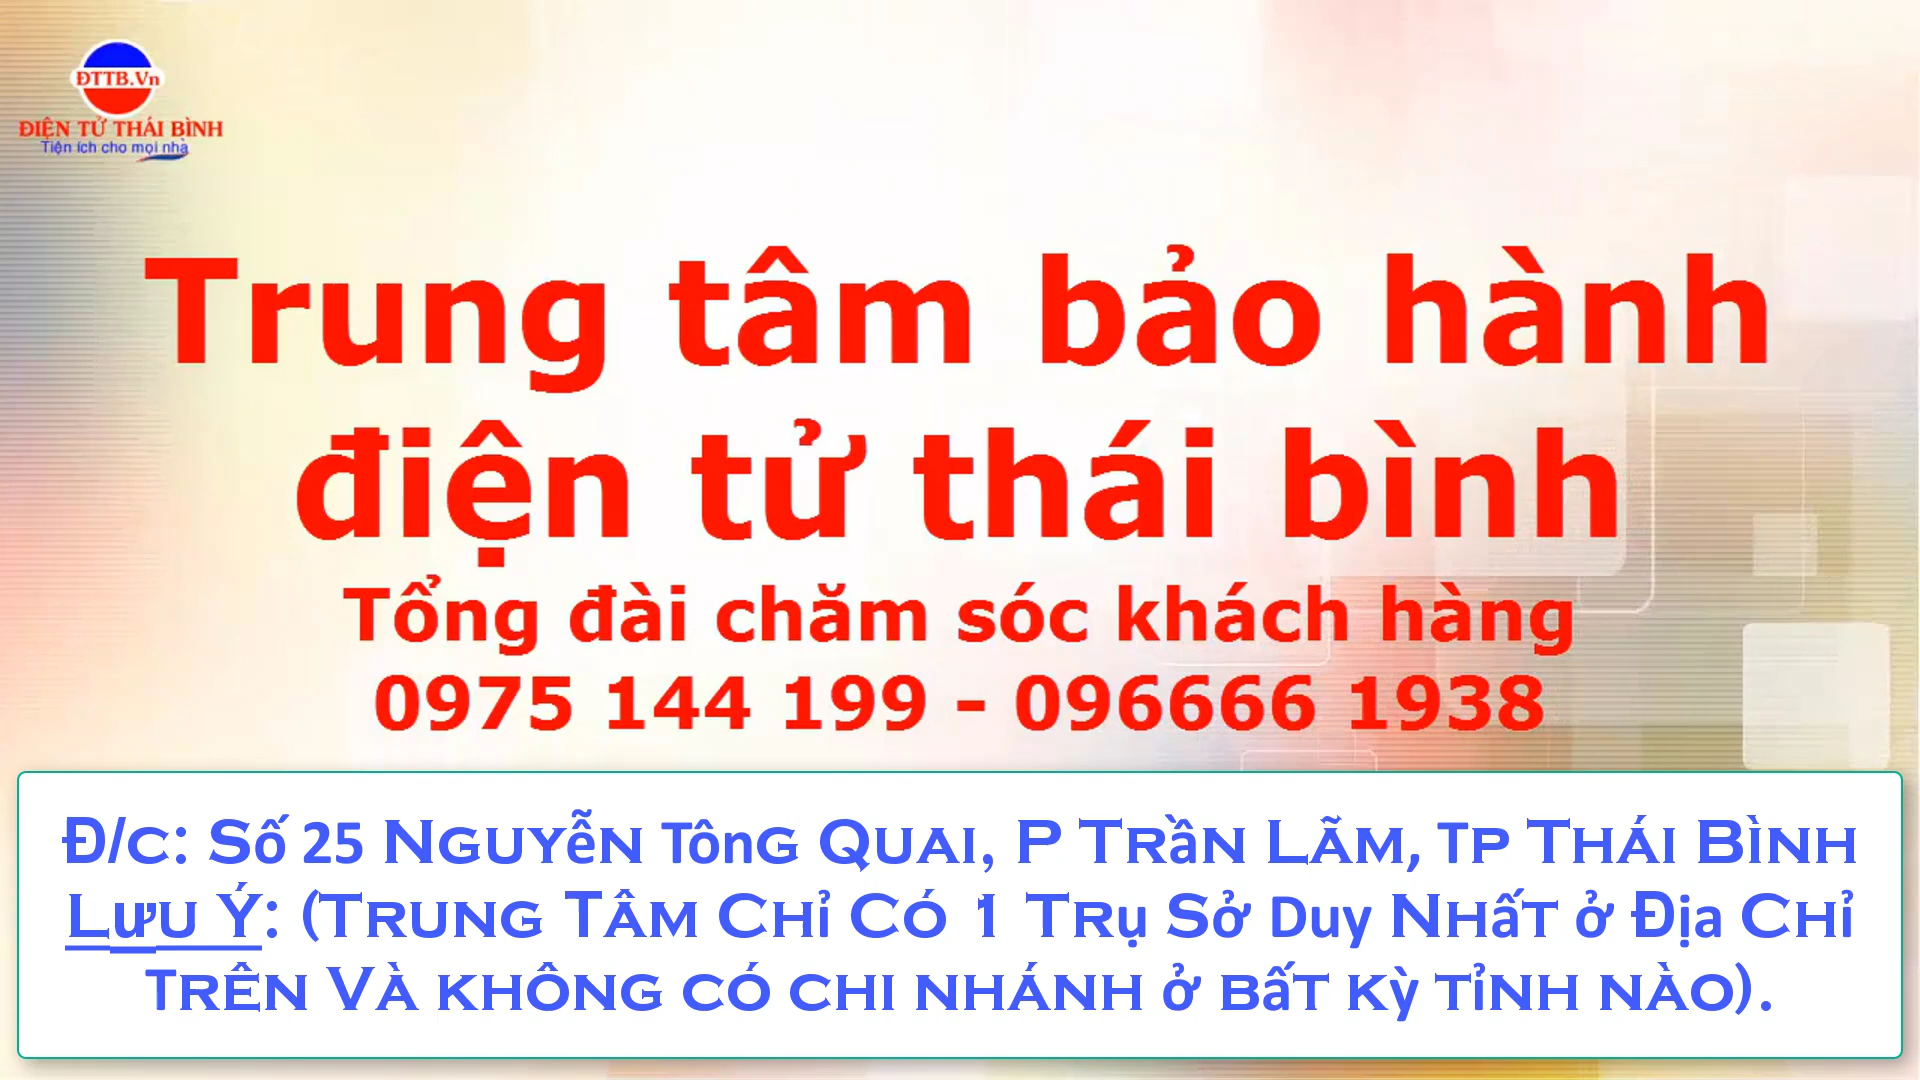 ĐTTB.Vn
ĐIỆN TỬ THÁI BÌNH
Tiện ích cho mọi nhà
Trung tâm bảo hành
điện tử thái bình
Tổng đài chăm sóc khách hàng
0975 144 199 - 096666 1938
Đ/c: Số 25 Nguyễn Tông Quai, P Trần Lãm, Tp Thái Bình
Lưu Ý: (Trung Tâm Chỉ Có 1 Trụ Sở Duy Nhất ở Địa Chỉ
Trên Và không có chi nhánh ở bất kỳ tỉnh nào).